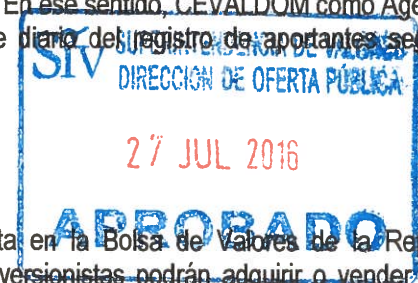 En ese sentido, CEVALDOM como Age
e diario del registro de aportantes se
SIV SUPERINTENDENCIA DE VALORES
DIRECCION DE OFERTA PÚBLICA
27 JUL 2016
APROBADO
ta en la Bolsa de Valores de la Re
versionistas podrán adquirir o vender